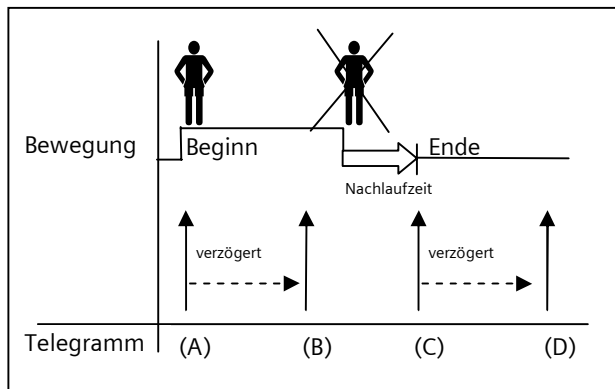 Bewegung Beginn Ende
Nachlaufzeit
verzögert verzögert
Telegramm (A) (B) (C) (D)